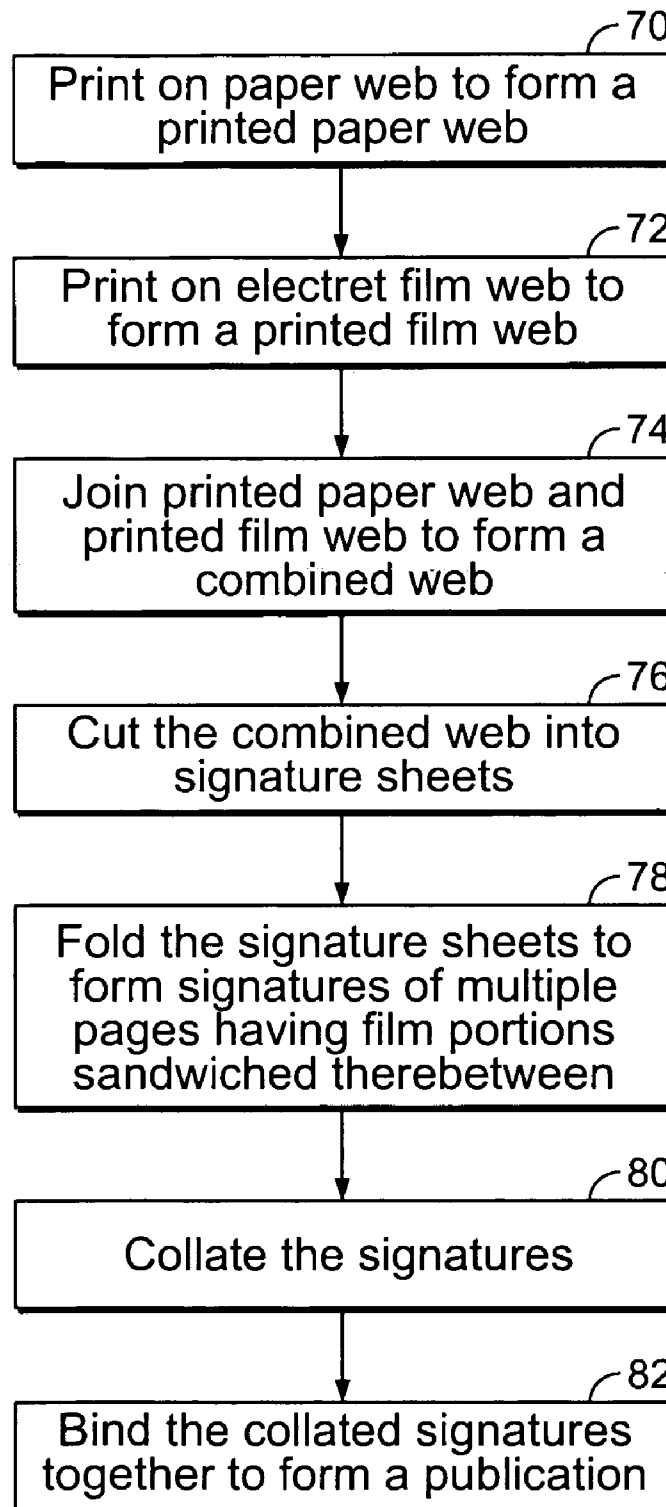 70
Print on paper web to form a
printed paper web
72
Print on electret film web to
form a printed film web
74
Join printed paper web and
printed film web to form a
combined web
76
Cut the combined web into
signature sheets
78
Fold the signature sheets to
form signatures of multiple
pages having film portions
sandwiched therebetween
80
Collate the signatures
82
Bind the collated signatures
together to form a publication